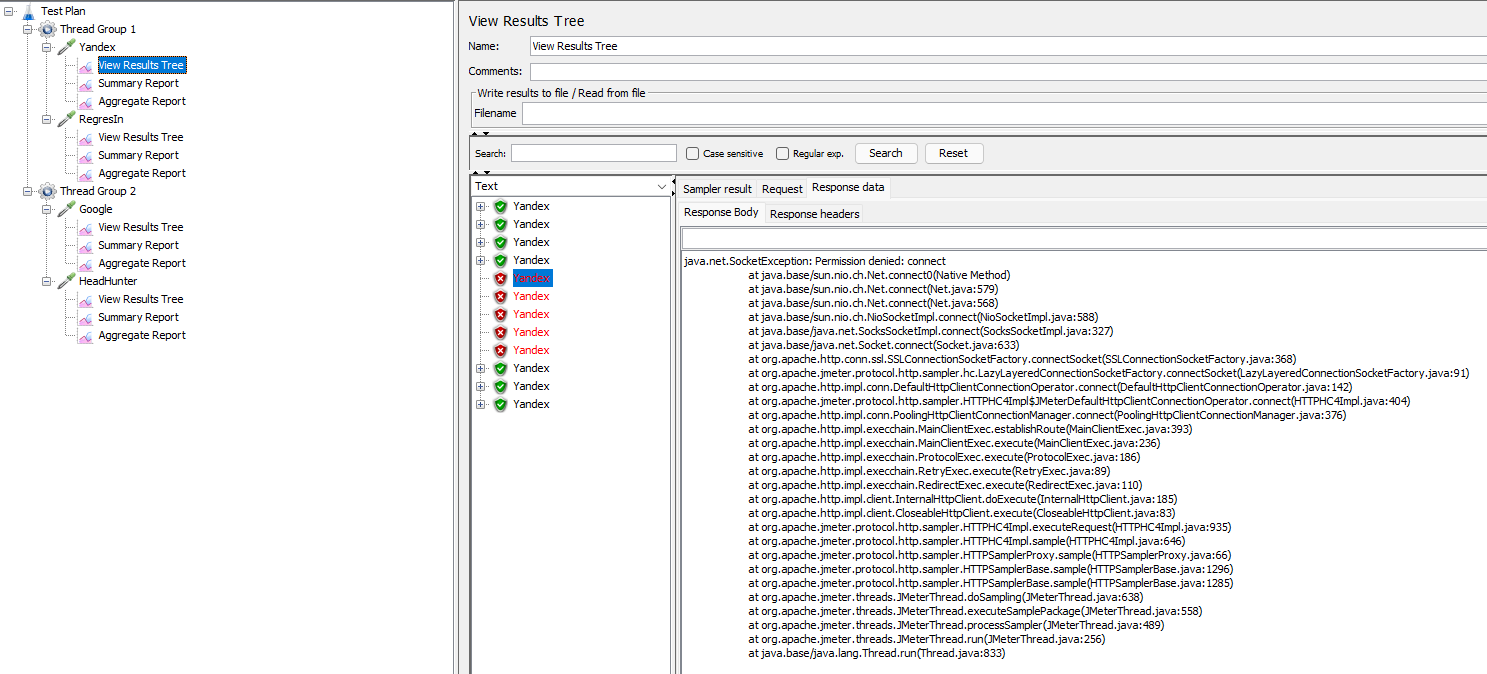 Test Plan
Thread Group 1
Yandex
View Results Tree
Summary Report
Aggregate Report
RegresIn
View Results Tree
Summary Report
Aggregate Report
Thread Group 2
Google
View Results Tree
Summary Report
Aggregate Report
HeadHunter
View Results Tree
Summary Report
Aggregate Report
View Results Tree
Name: View Results Tree
Comments:
Write results to file / Read from file
Filename
Search: Case sensitive Regular exp. Search Reset
Text
Yandex
Yandex
Yandex
Yandex
Yandex
Yandex
Yandex
Yandex
Yandex
Yandex
Yandex
Yandex
Sampler result Request Response data
Response Body Response headers
java.net.SocketException: Permission denied: connect
at java.base/sun.nio.ch.Net.connect0(Native Method)
at java.base/sun.nio.ch.Net.connect(Net.java:579)
at java.base/sun.nio.ch.Net.connect(Net.java:568)
at java.base/sun.nio.ch.NioSocketImpl.connect(NioSocketImpl.java:588)
at java.base/java.net.SocksSocketImpl.connect(SocksSocketImpl.java:327)
at java.base/java.net.Socket.connect(Socket.java:633)
at org.apache.http.conn.ssl.SSLConnectionSocketFactory.connectSocket(SSLConnectionSocketFactory.java:368)
at org.apache.jmeter.protocol.http.sampler.hc.LazyLayeredConnectionSocketFactory.connectSocket(LazyLayeredConnectionSocketFactory.java:91)
at org.apache.http.impl.conn.DefaultHttpClientConnectionOperator.connect(DefaultHttpClientConnectionOperator.java:142)
at org.apache.jmeter.protocol.http.sampler.HTTPHC4Impl$JMeterDefaultHttpClientConnectionOperator.connect(HTTPHC4Impl.java:404)
at org.apache.http.impl.conn.PoolingHttpClientConnectionManager.connect(PoolingHttpClientConnectionManager.java:376)
at org.apache.http.impl.execchain.MainClientExec.establishRoute(MainClientExec.java:393)
at org.apache.http.impl.execchain.MainClientExec.execute(MainClientExec.java:236)
at org.apache.http.impl.execchain.ProtocolExec.execute(ProtocolExec.java:186)
at org.apache.http.impl.execchain.RetryExec.execute(RetryExec.java:89)
at org.apache.http.impl.execchain.RedirectExec.execute(RedirectExec.java:110)
at org.apache.http.impl.client.InternalHttpClient.doExecute(InternalHttpClient.java:185)
at org.apache.http.impl.client.CloseableHttpClient.execute(CloseableHttpClient.java:83)
at org.apache.jmeter.protocol.http.sampler.HTTPHC4Impl.executeRequest(HTTPHC4Impl.java:935)
at org.apache.jmeter.protocol.http.sampler.HTTPHC4Impl.sample(HTTPHC4Impl.java:646)
at org.apache.jmeter.protocol.http.sampler.HTTPSamplerProxy.sample(HTTPSamplerProxy.java:66)
at org.apache.jmeter.protocol.http.sampler.HTTPSamplerBase.sample(HTTPSamplerBase.java:1296)
at org.apache.jmeter.protocol.http.sampler.HTTPSamplerBase.sample(HTTPSamplerBase.java:1285)
at org.apache.jmeter.threads.JMeterThread.doSampling(JMeterThread.java:638)
at org.apache.jmeter.threads.JMeterThread.executeSamplePackage(JMeterThread.java:558)
at org.apache.jmeter.threads.JMeterThread.processSampler(JMeterThread.java:489)
at org.apache.jmeter.threads.JMeterThread.run(JMeterThread.java:256)
at java.base/java.lang.Thread.run(Thread.java:833)